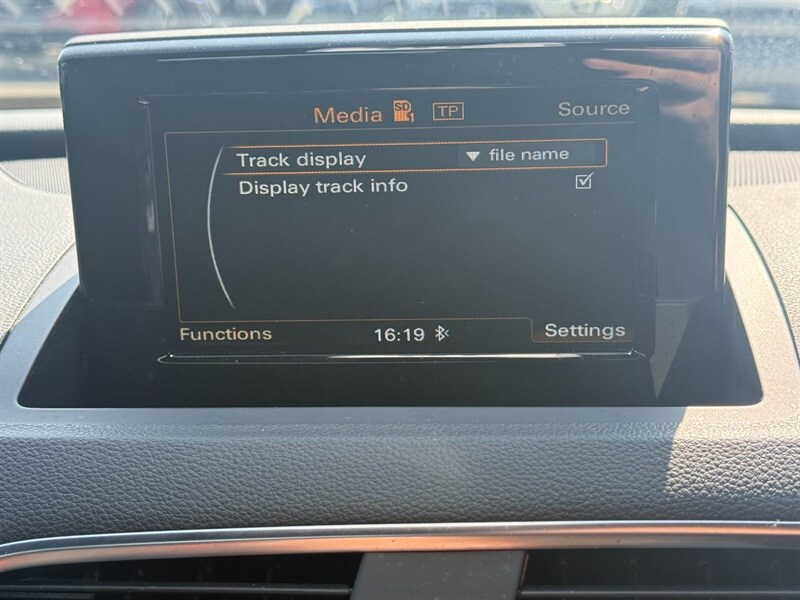 Media SD 1 TP Source
Track display ▼ file name
Display track info ☑
Functions 16:19 Settings